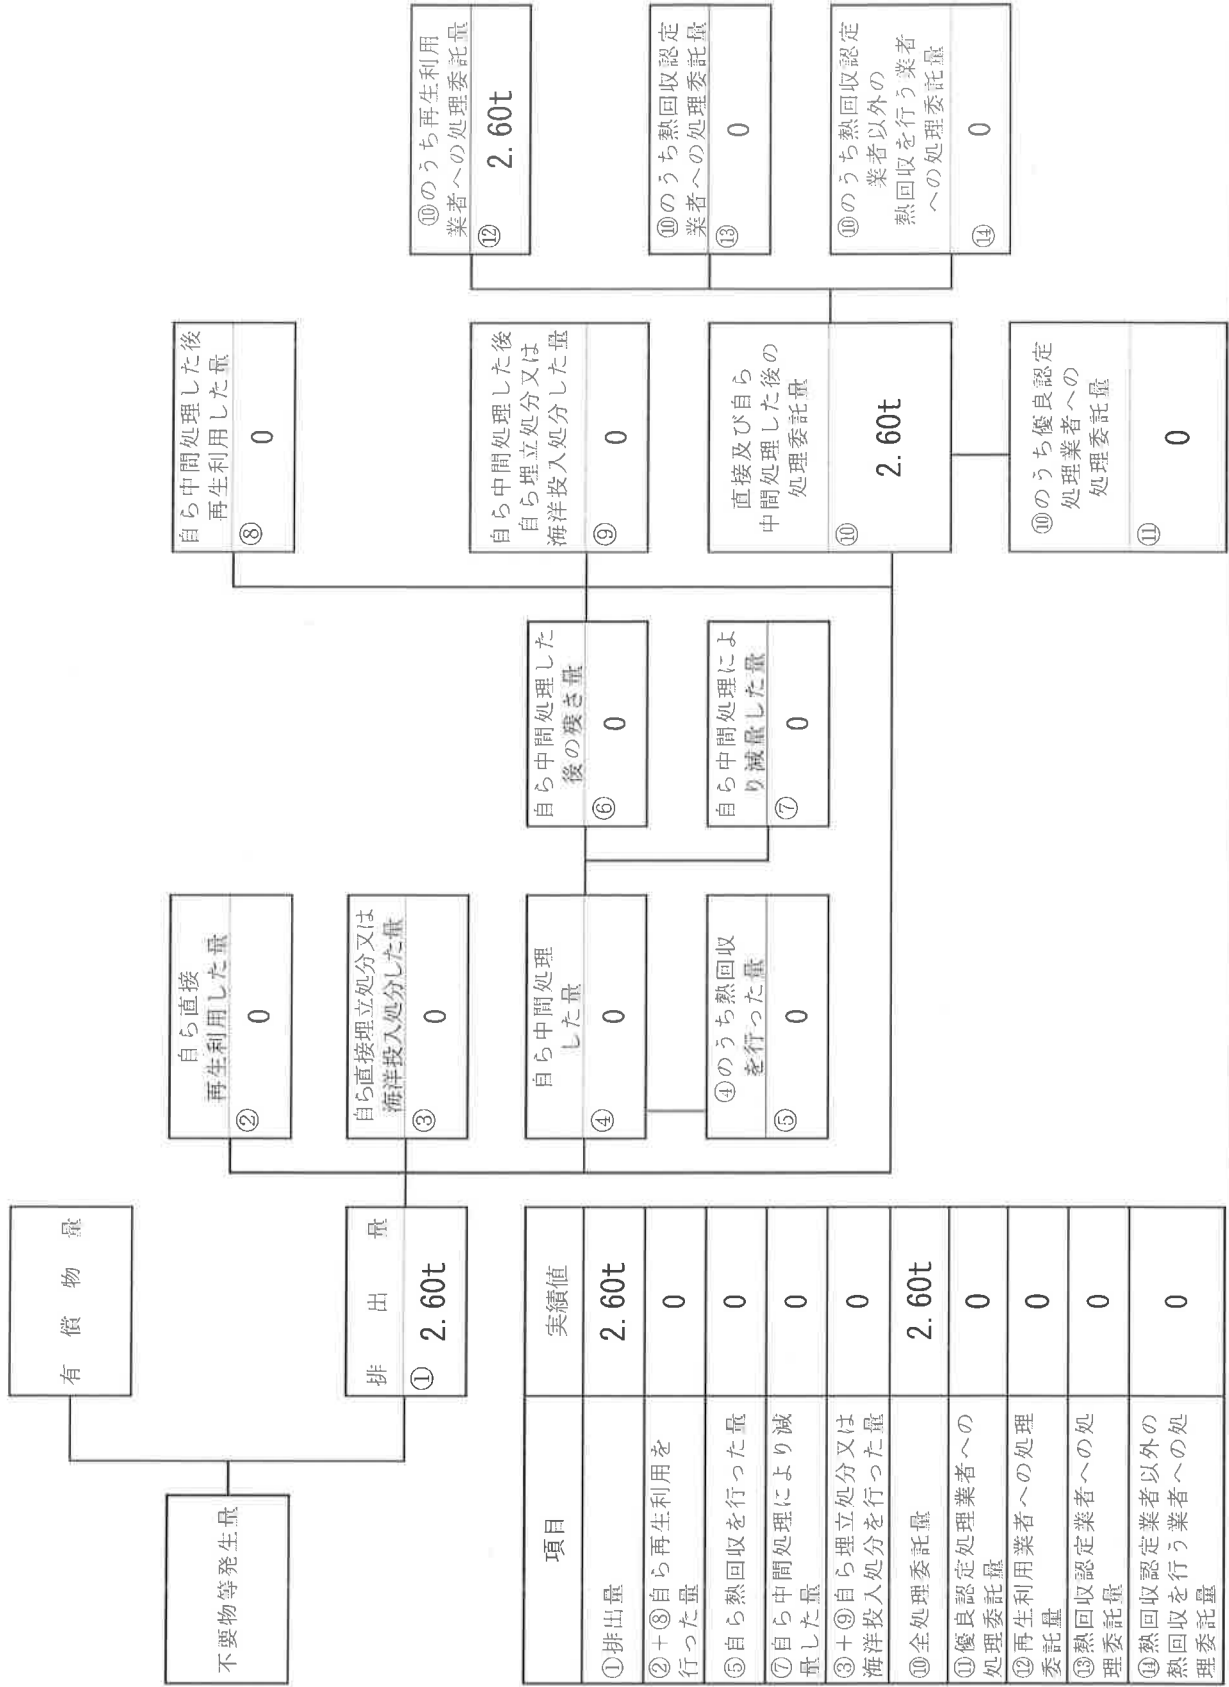 不要物等発生量
有償物量
排出量
① 2.60t
自ら直接
再生利用した量
② 0
自ら直接埋立処分又は
海洋投入処分した量
③ 0
自ら中間処理
した量
④ 0
④のうち熱回収
を行った量
⑤ 0
自ら中間処理した
後の残さ量
⑥ 0
自ら中間処理によ
り減量した量
⑦ 0
自ら中間処理した後
再生利用した量
⑧ 0
自ら中間処理した後
自ら埋立処分又は
海洋投入処分した量
⑨ 0
直接及び自ら
中間処理した後の
処理委託量
⑩ 2.60t
⑩のうち優良認定
処理業者への
処理委託量
⑪ 0
⑩のうち再生利用
業者への処理委託量
⑫ 2.60t
⑩のうち熱回収認定
業者への処理委託量
⑬ 0
⑩のうち熱回収認定
業者以外の
熱回収を行う業者
への処理委託量
⑭ 0
項目 実績値
①排出量 2.60t
②＋⑧自ら再生利用を
行った量 0
⑤自ら熱回収を行った量 0
⑦自ら中間処理により減
量した量 0
③＋⑨自ら埋立処分又は
海洋投入処分を行った量 0
⑩全処理委託量 2.60t
⑪優良認定処理業者への
処理委託量 0
⑫再生利用業者への処理
委託量 0
⑬熱回収認定業者への処
理委託量 0
⑭熱回収認定業者以外の
熱回収を行う業者への処
理委託量 0